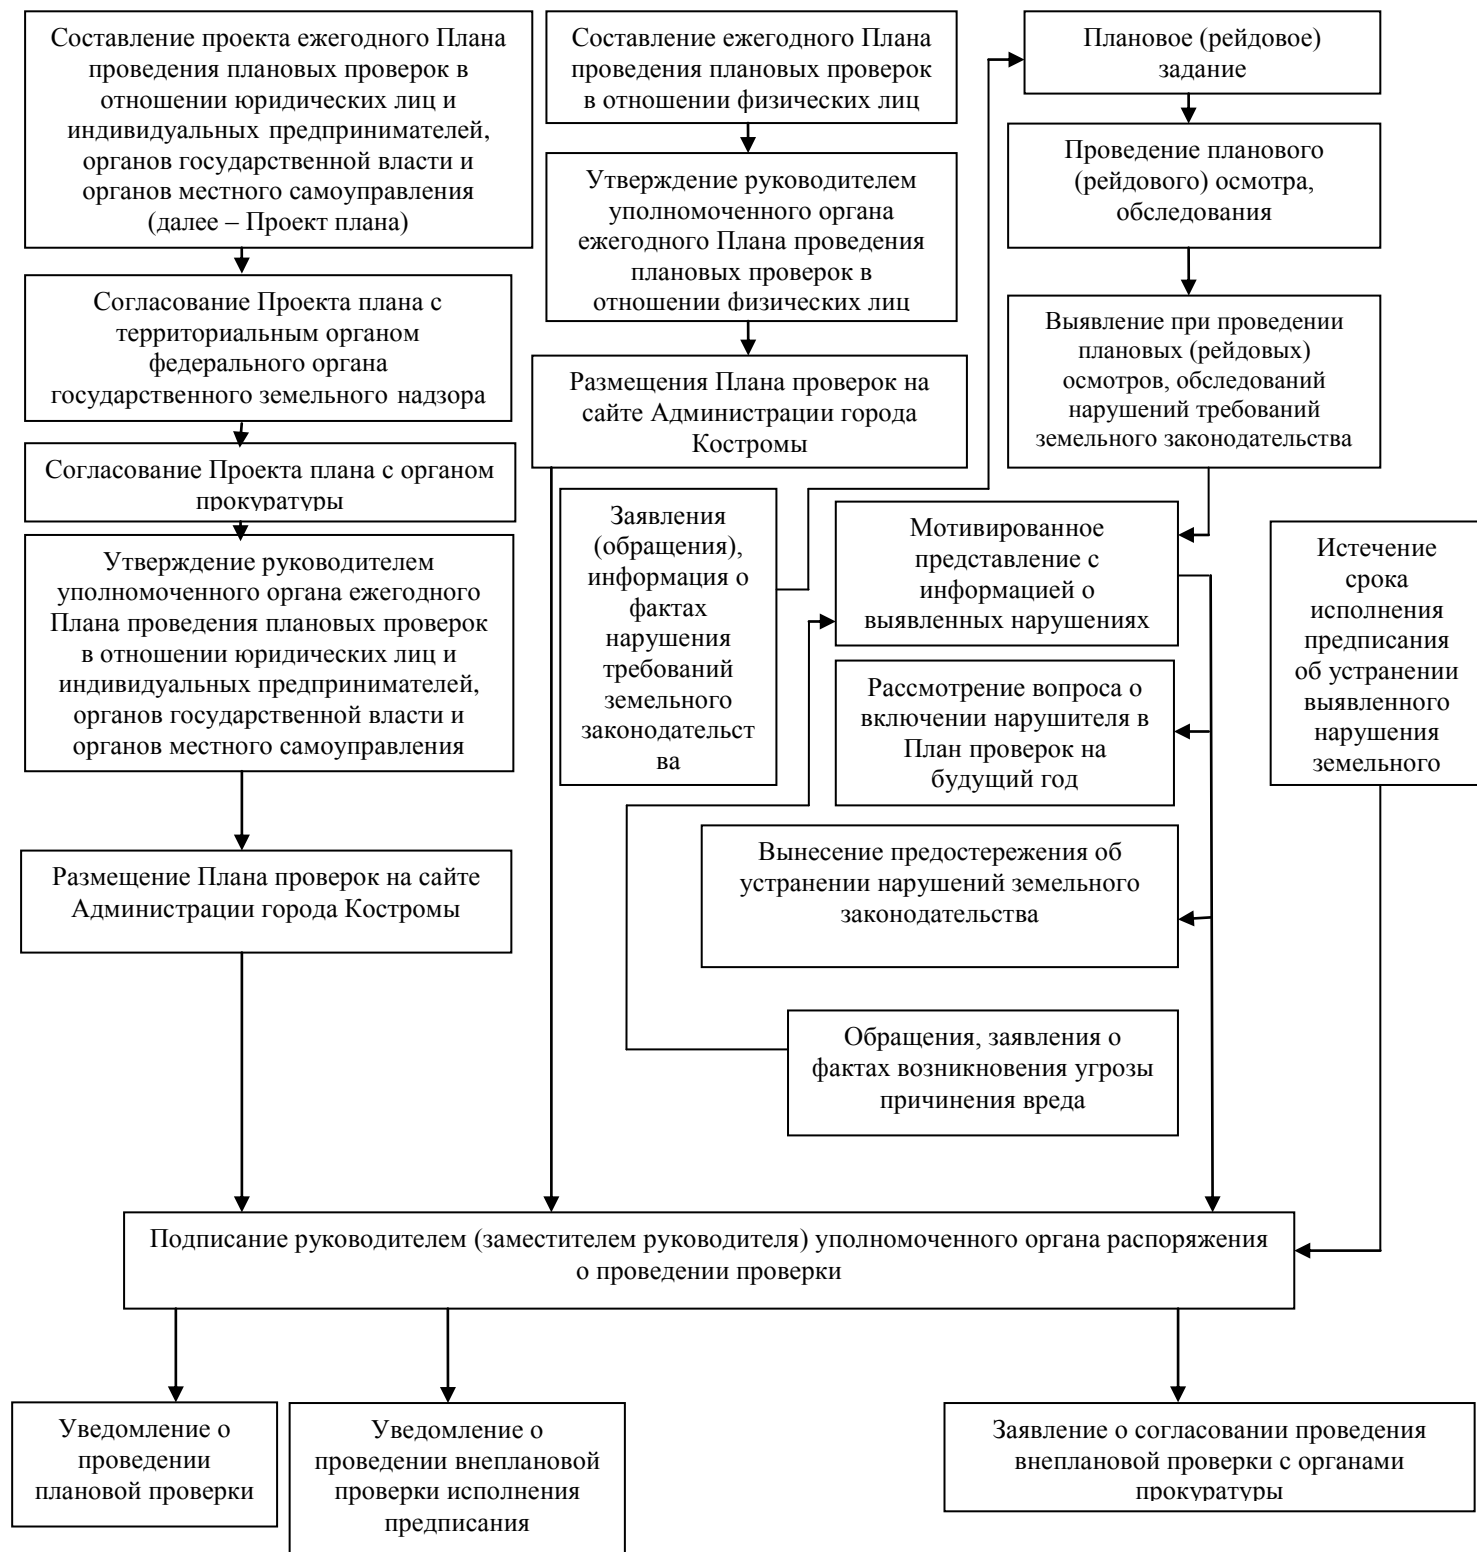 Составление проекта ежегодного Плана
проведения плановых проверок в
отношении юридических лиц и
индивидуальных предпринимателей,
органов государственной власти и
органов местного самоуправления
(далее – Проект плана)
Согласование Проекта плана с
территориальным органом
федерального органа
государственного земельного надзора
Согласование Проекта плана с органом
прокуратуры
Утверждение руководителем
уполномоченного органа ежегодного
Плана проведения плановых проверок
в отношении юридических лиц и
индивидуальных предпринимателей,
органов государственной власти и
органов местного самоуправления
Размещение Плана проверок на сайте
Администрации города Костромы
Составление ежегодного Плана
проведения плановых проверок
в отношении физических лиц
Утверждение руководителем
уполномоченного органа
ежегодного Плана проведения
плановых проверок в
отношении физических лиц
Размещения Плана проверок на
сайте Администрации города
Костромы
Заявления
(обращения),
информация о
фактах
нарушения
требований
земельного
законодательст
ва
Плановое (рейдовое)
задание
Проведение планового
(рейдового) осмотра,
обследования
Выявление при проведении
плановых (рейдовых)
осмотров, обследований
нарушений требований
земельного законодательства
Мотивированное
представление с
информацией о
выявленных нарушениях
Рассмотрение вопроса о
включении нарушителя в
План проверок на
будущий год
Вынесение предостережения об
устранении нарушений земельного
законодательства
Обращения, заявления о
фактах возникновения угрозы
причинения вреда
Истечение
срока
исполнения
предписания
об устранении
выявленного
нарушения
земельного
Подписание руководителем (заместителем руководителя) уполномоченного органа распоряжения
о проведении проверки
Уведомление о
проведении
плановой проверки
Уведомление о
проведении внеплановой
проверки исполнения
предписания
Заявление о согласовании проведения
внеплановой проверки с органами
прокуратуры